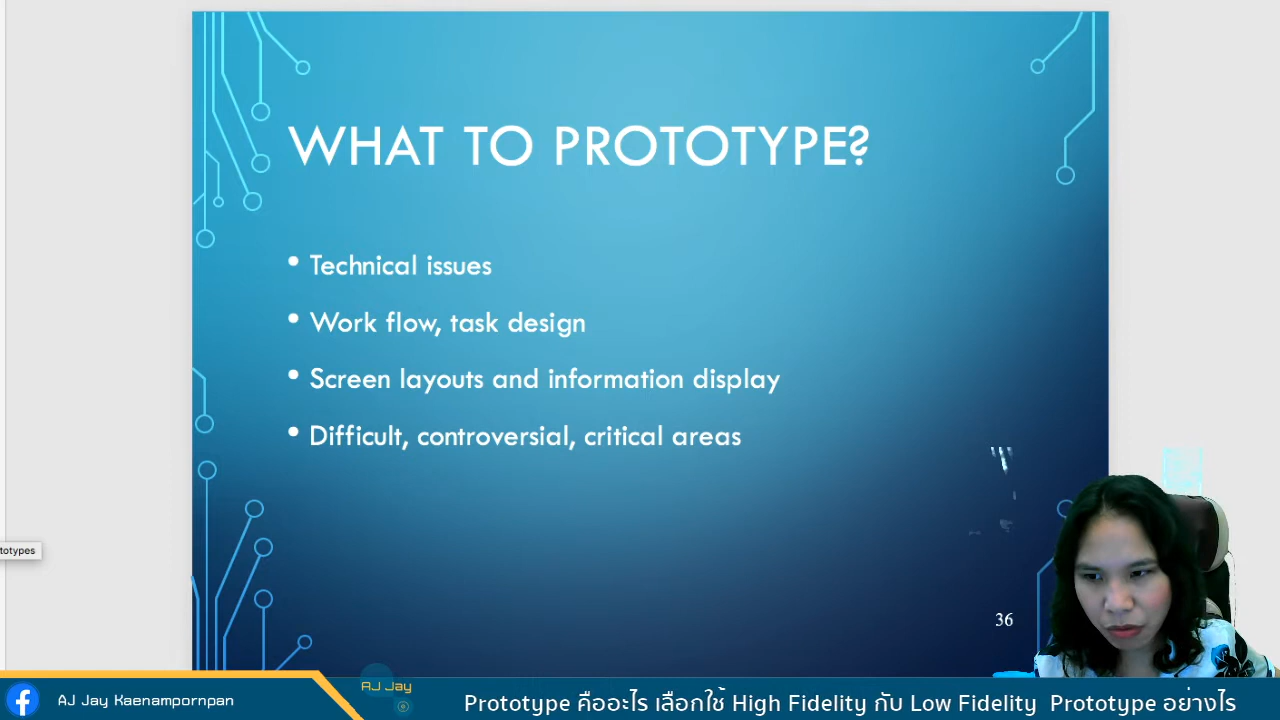 WHAT TO PROTOTYPE?
• Technical issues
• Work flow, task design
• Screen layouts and information display
• Difficult, controversial, critical areas
totypes
36
AJ Jay Kaenampornpan
AJ Jay
Prototype คืออะไร เลือกใช้ High Fidelity กับ Low Fidelity Prototype อย่างไร